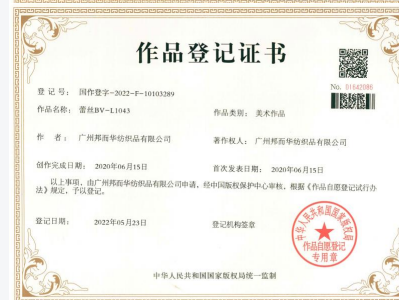 作品登记证书
No. 01642086
登 记 号： 国作登字-2022-F-10103289
作品名称： 蕾丝BV-L1043
作品类别： 美术作品
作 者： 广州邦而华纺织品有限公司
著作权人： 广州邦而华纺织品有限公司
创作完成日期： 2020年06月15日
首次发表日期： 2020年06月15日
以上事项，由广州邦而华纺织品有限公司申请，经中国版权保护中心审核，根据《作品自愿登记试行办
法》规定，予以登记。
登记日期： 2022年05月23日
登记机构签章
中华人民共和国国家版权局
作品自愿登记
专用章
中华人民共和国国家版权局统一监制